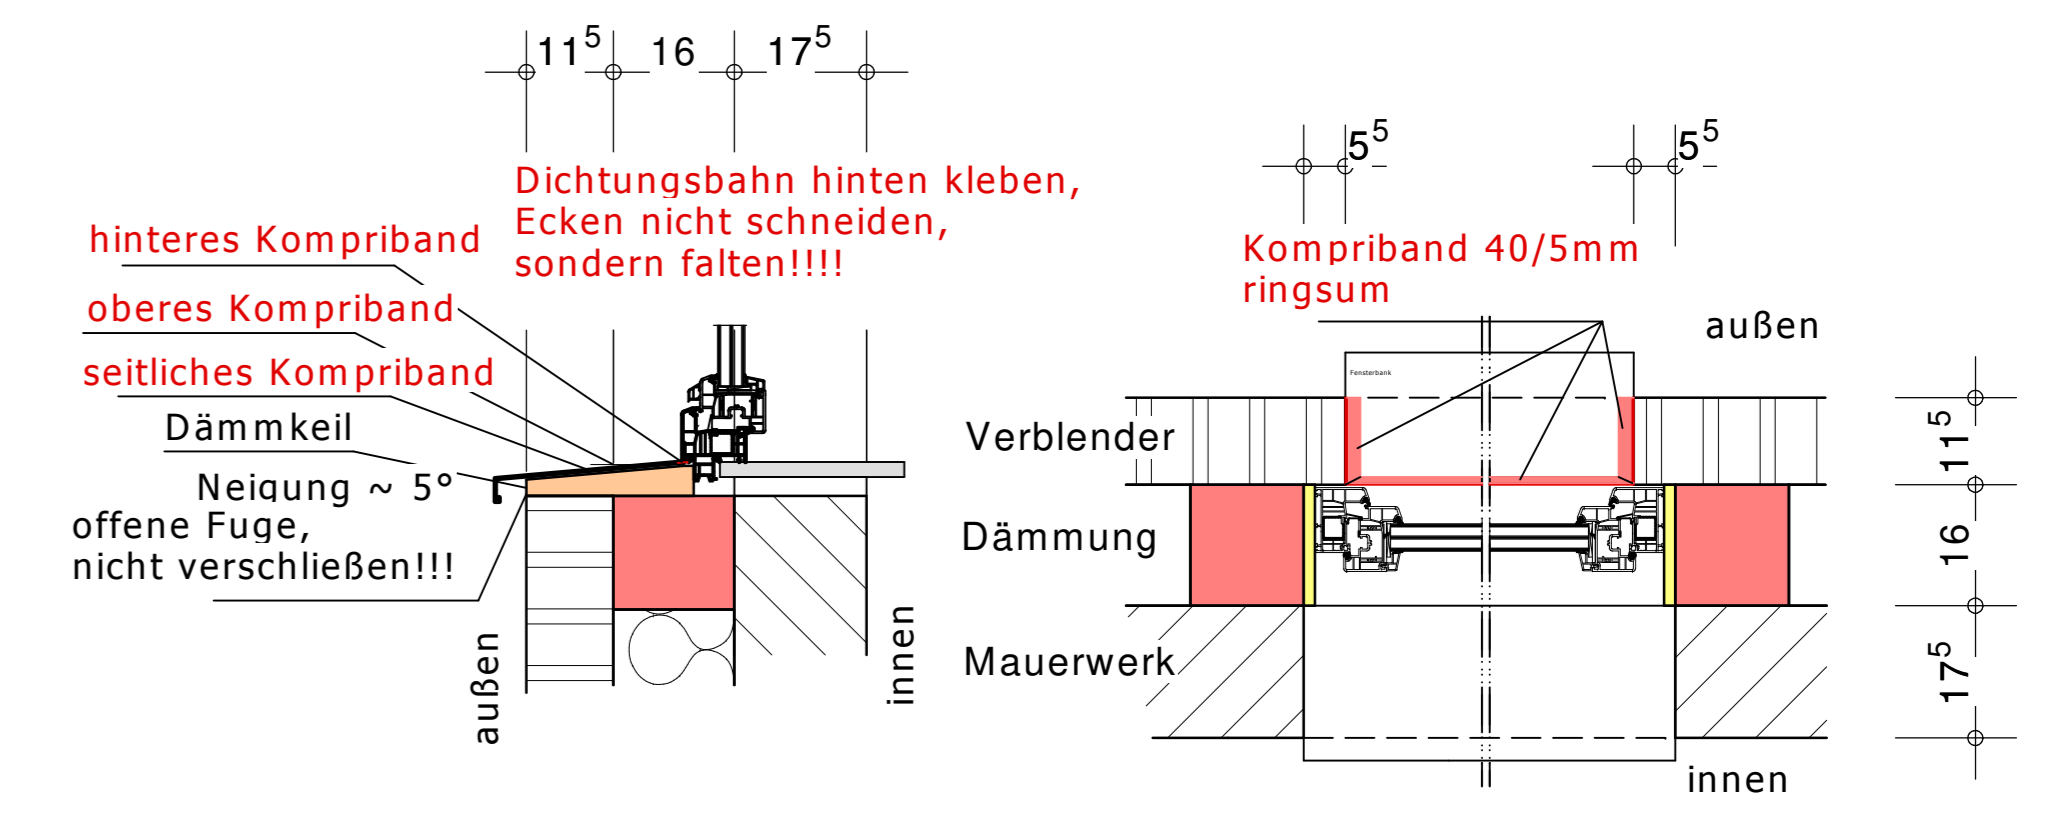 11⁵ 16 17⁵
Dichtungsbahn hinten kleben,
Ecken nicht schneiden,
sondern falten!!!!
hinteres Kompriband
oberes Kompriband
seitliches Kompriband
Dämmkeil
Neigung ~ 5°
offene Fuge,
nicht verschließen!!!
außen
innen
5⁵ 5⁵
Kompriband 40/5mm
ringsum
außen
Fensterbank
Verblender
Dämmung
Mauerwerk
innen
11⁵
16
17⁵